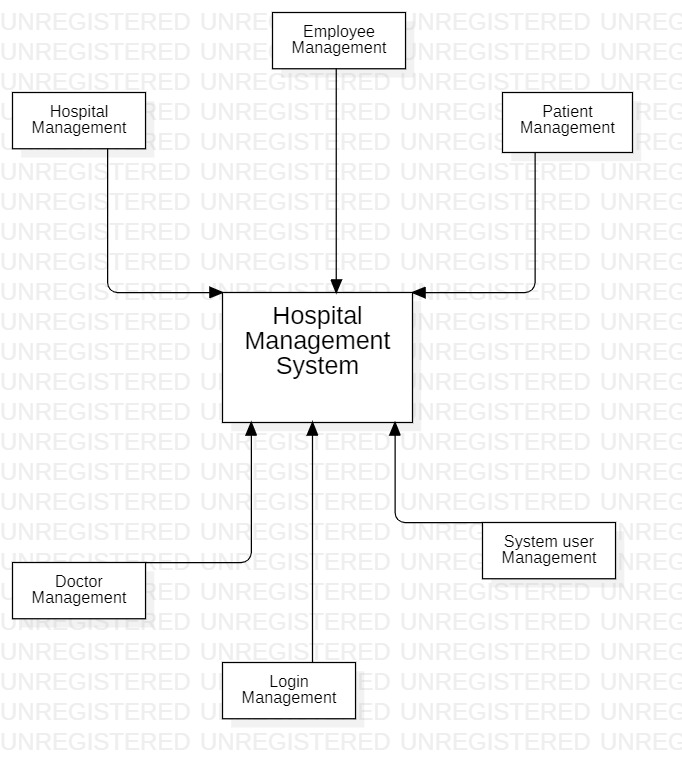 Employee
Management
Hospital
Management
Patient
Management
Hospital
Management
System
System user
Management
Doctor
Management
Login
Management
UNREGISTERED UNREGISTERED UNREGISTERED UNREG